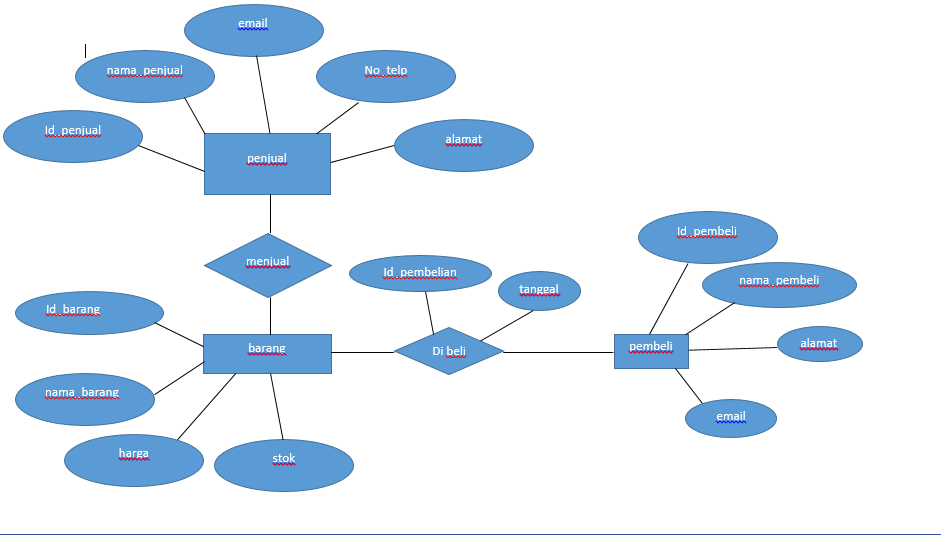 email
nama_penjual
No_telp
Id_penjual
alamat
penjual
menjual
Id_pembelian
tanggal
Id_pembeli
nama_pembeli
Id_barang
barang
Di beli
pembeli
alamat
nama_barang
email
harga
stok